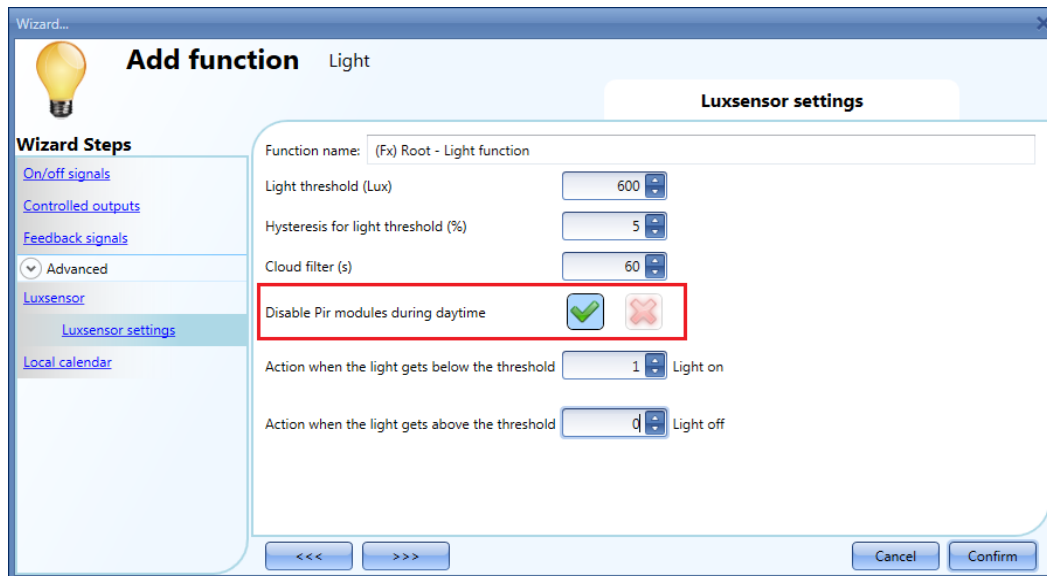 Wizard...
Add function Light
Luxsensor settings
Wizard Steps
On/off signals
Controlled outputs
Feedback signals
Advanced
Luxsensor
Luxsensor settings
Local calendar
Function name: (Fx) Root - Light function
Light threshold (Lux) 600
Hysteresis for light threshold (%) 5
Cloud filter (s) 60
Disable Pir modules during daytime
Action when the light gets below the threshold 1 Light on
Action when the light gets above the threshold 0 Light off
<<< >>> Cancel Confirm